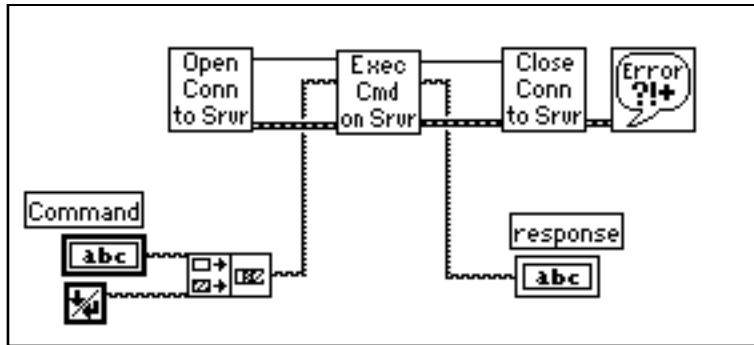 Open
Conn
to Srvr
Exec
Cmd
on Srvr
Close
Conn
to Srvr
Error
?!+
Command
abc
response
abc